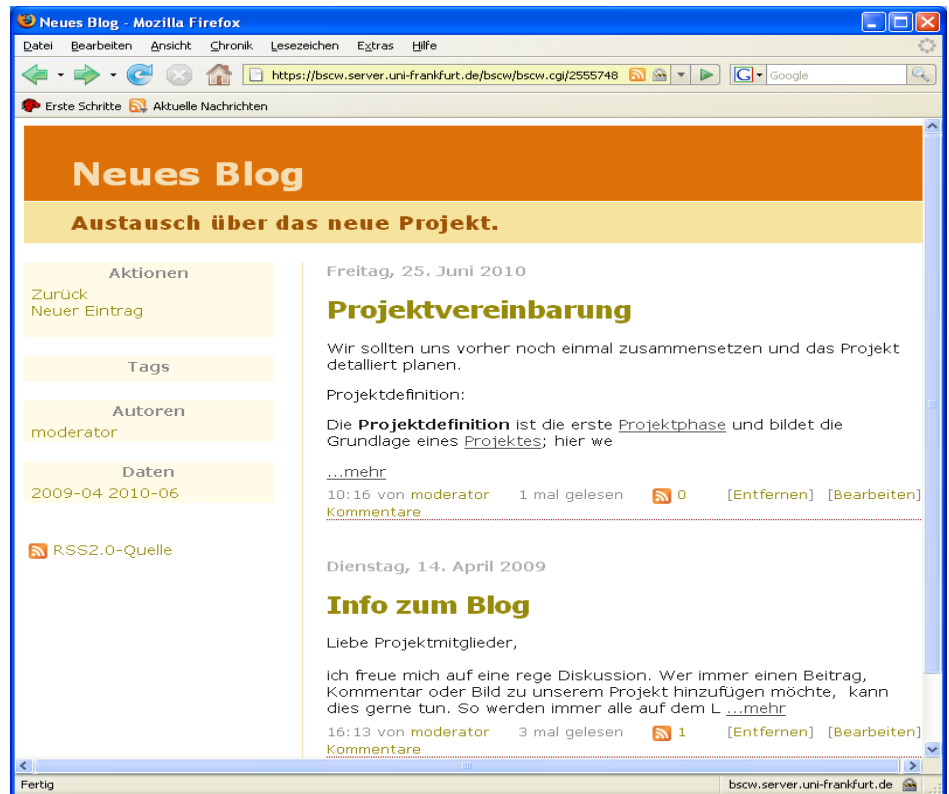 Neues Blog - Mozilla Firefox
Datei Bearbeiten Ansicht Chronik Lesezeichen Extras Hilfe
https://bscw.server.uni-frankfurt.de/bscw/bscw.cgi/2555748 G Google
Erste Schritte Aktuelle Nachrichten
Neues Blog
Austausch über das neue Projekt.
Aktionen
Zurück
Neuer Eintrag
Tags
Autoren
moderator
Daten
2009-04 2010-06
RSS2.0-Quelle
Freitag, 25. Juni 2010
Projektvereinbarung
Wir sollten uns vorher noch einmal zusammensetzen und das Projekt
detalliert planen.
Projektdefinition:
Die Projektdefinition ist die erste Projektphase und bildet die
Grundlage eines Projektes; hier we
...mehr
10:16 von moderator 1 mal gelesen 0 [Entfernen] [Bearbeiten]
Kommentare
Dienstag, 14. April 2009
Info zum Blog
Liebe Projektmitglieder,
ich freue mich auf eine rege Diskussion. Wer immer einen Beitrag,
Kommentar oder Bild zu unserem Projekt hinzufügen möchte, kann
dies gerne tun. So werden immer alle auf dem L ...mehr
16:13 von moderator 3 mal gelesen 1 [Entfernen] [Bearbeiten]
Kommentare
Fertig bscw.server.uni-frankfurt.de